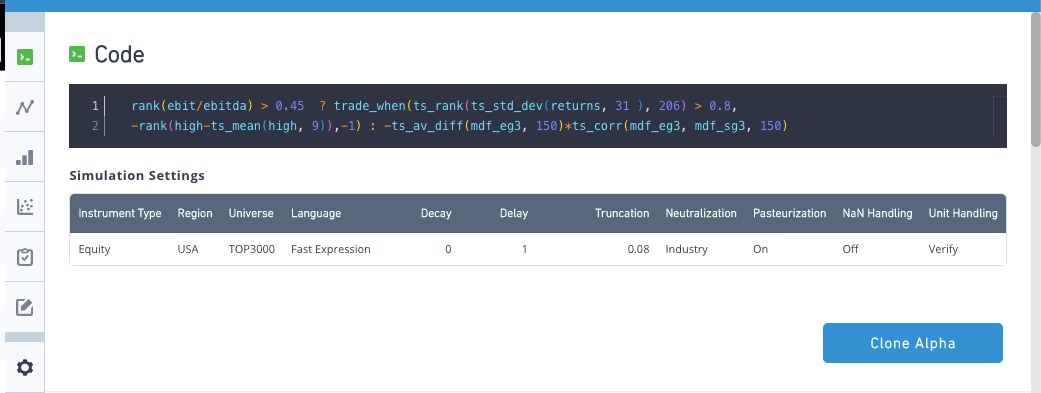 Code
1 rank(ebit/ebitda) > 0.45 ? trade_when(ts_rank(ts_std_dev(returns, 31 ), 206) > 0.8,
2 -rank(high-ts_mean(high, 9)),-1) : -ts_av_diff(mdf_eg3, 150)*ts_corr(mdf_eg3, mdf_sg3, 150)
Simulation Settings
Instrument Type Region Universe Language Decay Delay Truncation Neutralization Pasteurization NaN Handling Unit Handling
Equity USA TOP3000 Fast Expression 0 1 0.08 Industry On Off Verify
Clone Alpha